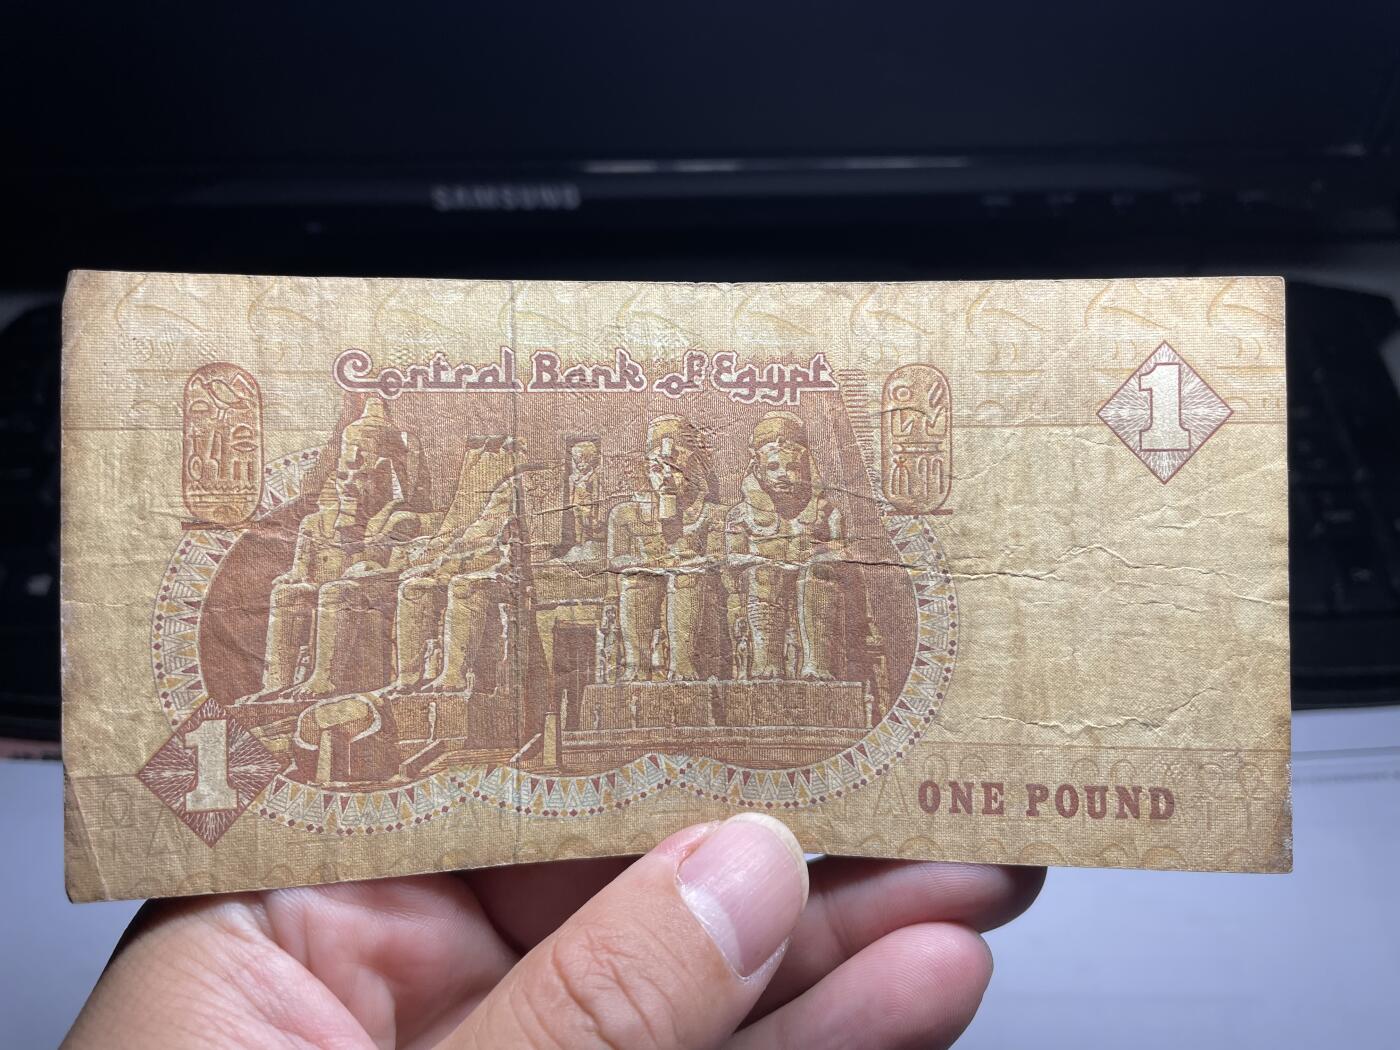 SAMSUNG
Central Bank of Egypt
1
1
ONE POUND